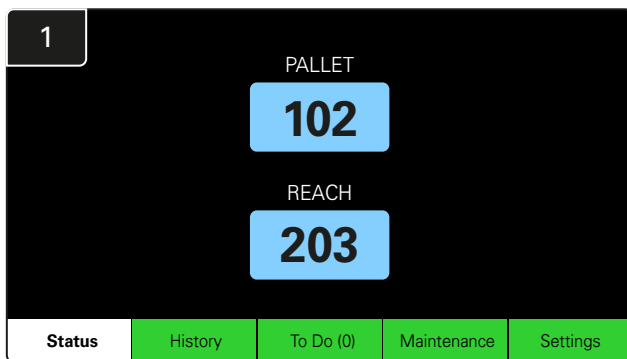 1
PALLET
102
REACH
203
Status History To Do (0) Maintenance Settings